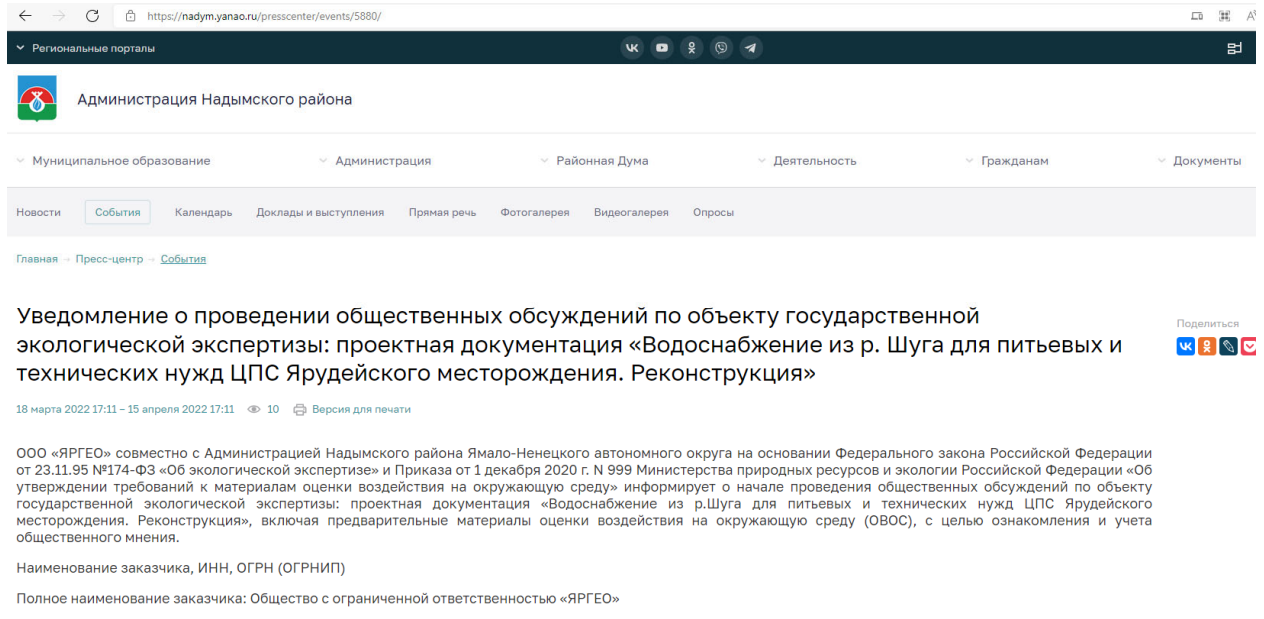 https://nadym.yanao.ru/presscenter/events/5880/
Региональные порталы
Администрация Надымского района
Муниципальное образование Администрация Районная Дума Деятельность Гражданам Документы
Новости События Календарь Доклады и выступления Прямая речь Фотогалерея Видеогалерея Опросы
Главная → Пресс-центр → События
Уведомление о проведении общественных обсуждений по объекту государственной
экологической экспертизы: проектная документация «Водоснабжение из р. Шуга для питьевых и
технических нужд ЦПС Ярудейского месторождения. Реконструкция»
Поделиться
18 марта 2022 17:11 – 15 апреля 2022 17:11 10 Версия для печати
ООО «ЯРГЕО» совместно с Администрацией Надымского района Ямало-Ненецкого автономного округа на основании Федерального закона Российской Федерации
от 23.11.95 №174-ФЗ «Об экологической экспертизе» и Приказа от 1 декабря 2020 г. N 999 Министерства природных ресурсов и экологии Российской Федерации «Об
утверждении требований к материалам оценки воздействия на окружающую среду» информирует о начале проведения общественных обсуждений по объекту
государственной экологической экспертизы: проектная документация «Водоснабжение из р.Шуга для питьевых и технических нужд ЦПС Ярудейского
месторождения. Реконструкция», включая предварительные материалы оценки воздействия на окружающую среду (ОВОС), с целью ознакомления и учета
общественного мнения.
Наименование заказчика, ИНН, ОГРН (ОГРНИП)
Полное наименование заказчика: Общество с ограниченной ответственностью «ЯРГЕО»